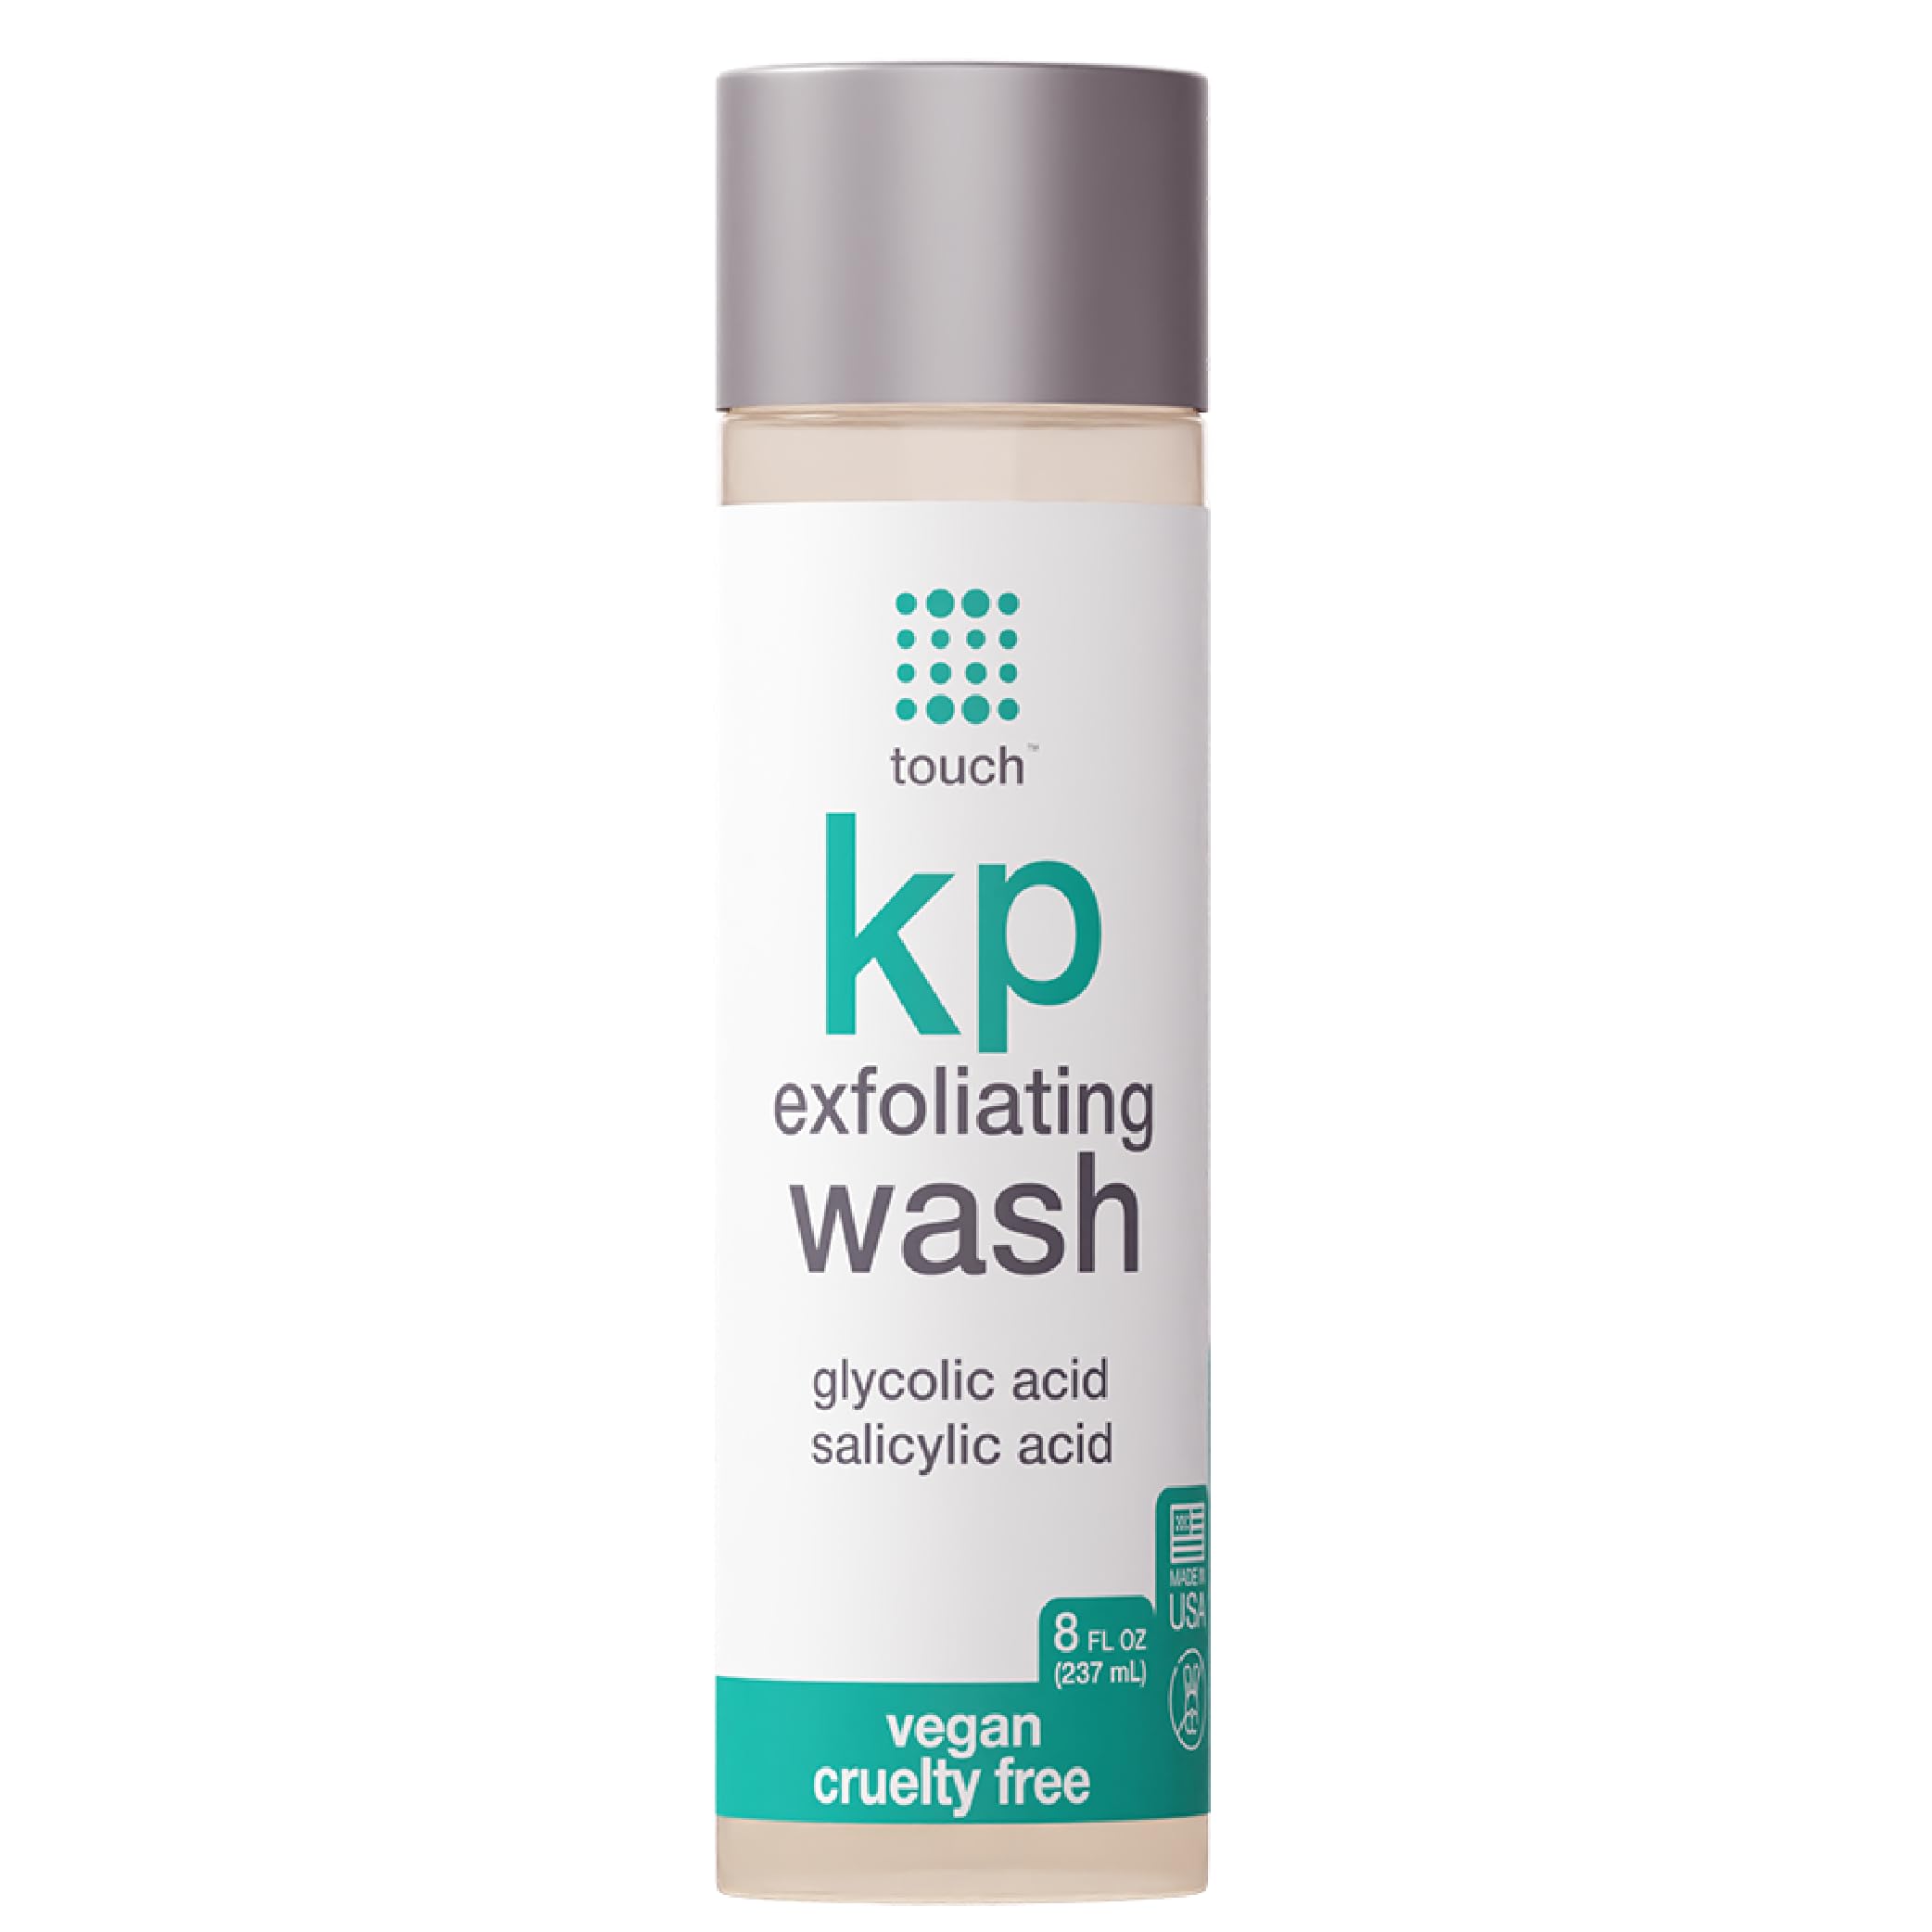 touch™
kp
exfoliating
wash
glycolic acid
salicylic acid
MADE IN
USA
8 FL OZ
(237 mL)
vegan
cruelty free